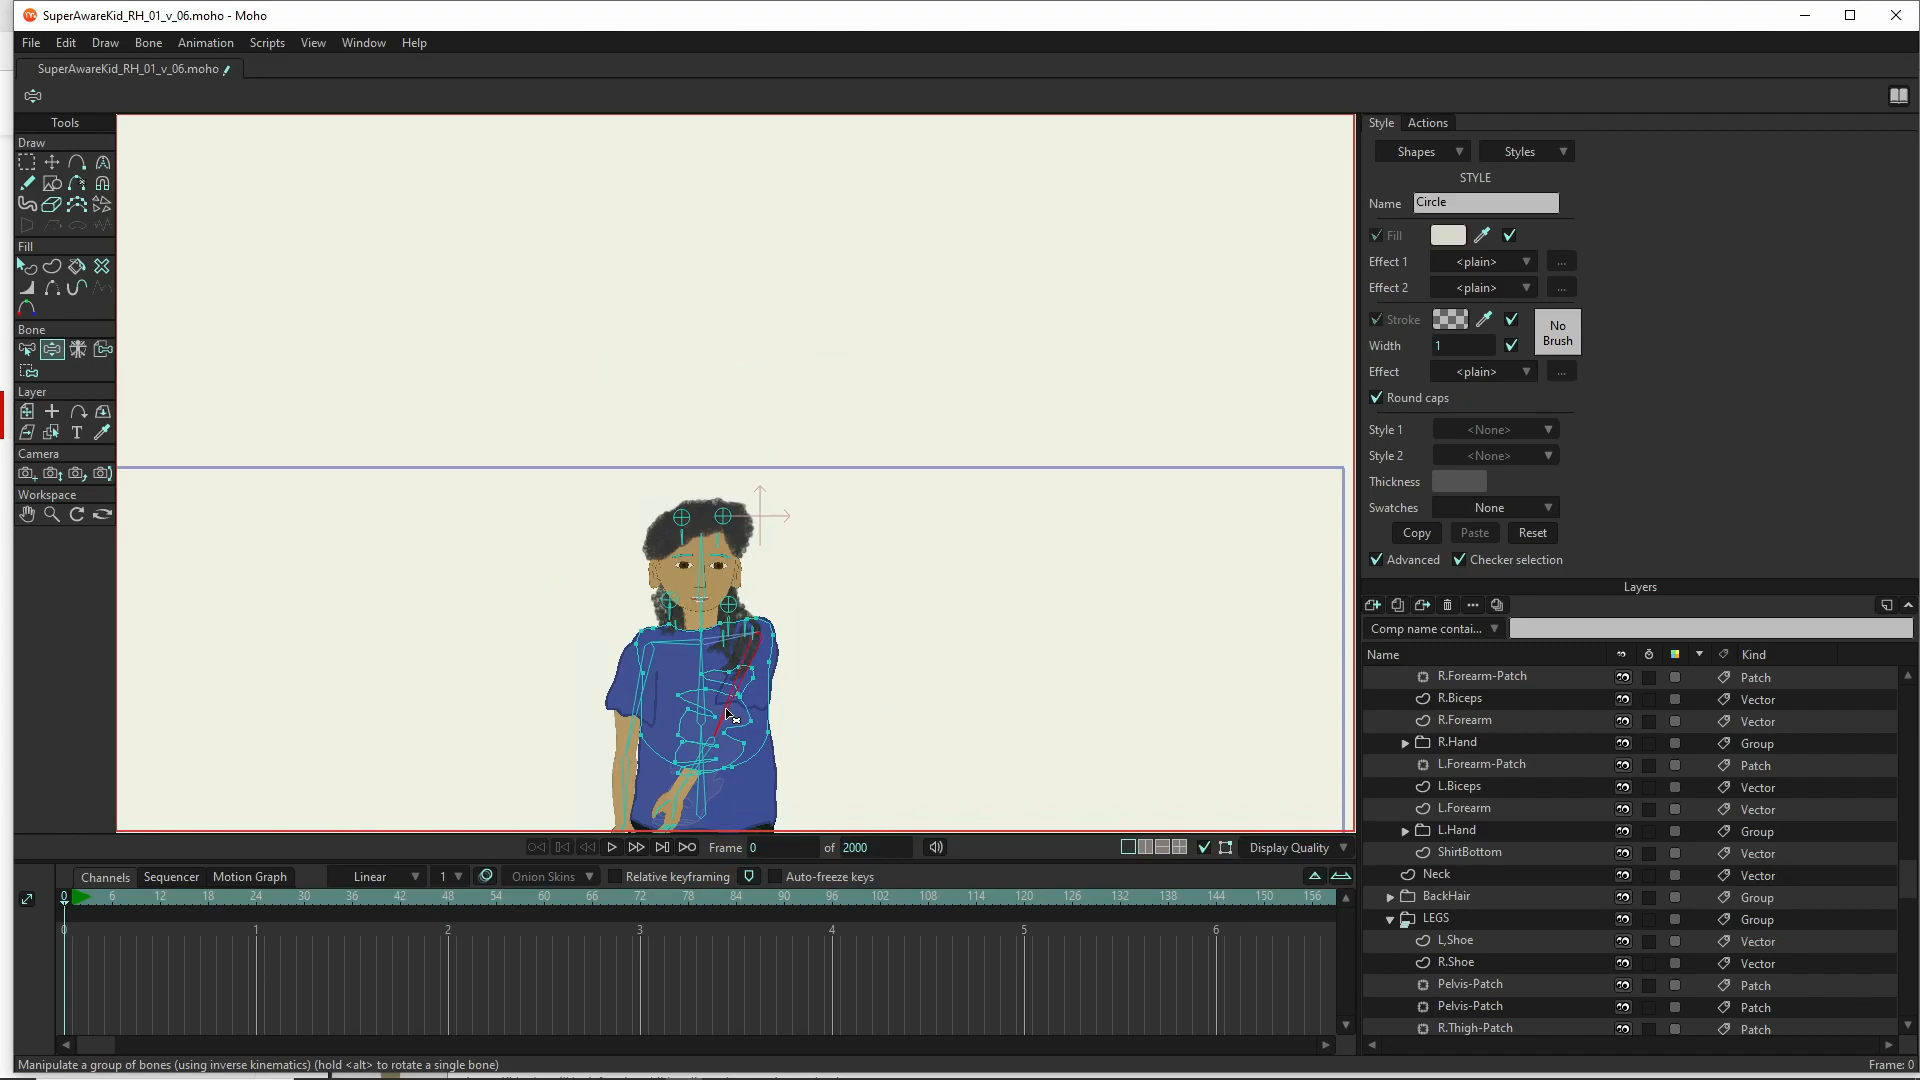 SuperAwareKid_RH_01_v_06.moho - Moho
File Edit Draw Bone Animation Scripts View Window Help
SuperAwareKid_RH_01_v_06.moho
Tools
Draw
Fill
Bone
Layer
Camera
Workspace
Style Actions
Shapes Styles
STYLE
Name Circle
Fill
Effect 1 <plain> ...
Effect 2 <plain> ...
Stroke
No Brush
Width 1
Effect <plain> ...
Round caps
Style 1 <None>
Style 2 <None>
Thickness
Swatches None
Copy Paste Reset
Advanced Checker selection
Layers
Comp name contai...
Name Kind
R.Forearm-Patch Patch
R.Biceps Vector
R.Forearm Vector
R.Hand Group
L.Forearm-Patch Patch
L.Biceps Vector
L.Forearm Vector
L.Hand Group
ShirtBottom Vector
Neck Vector
BackHair Group
LEGS Group
L,Shoe Vector
R.Shoe Vector
Pelvis-Patch Patch
Pelvis-Patch Patch
R.Thigh-Patch Patch
Frame 0 of 2000 Display Quality
Channels Sequencer Motion Graph Linear 1 Onion Skins Relative keyframing Auto-freeze keys
0 6 12 18 24 30 36 42 48 54 60 66 72 78 84 90 96 102 108 114 120 126 132 138 144 150 156
0 1 2 3 4 5 6
Manipulate a group of bones (using inverse kinematics) (hold <alt> to rotate a single bone) Frame: 0